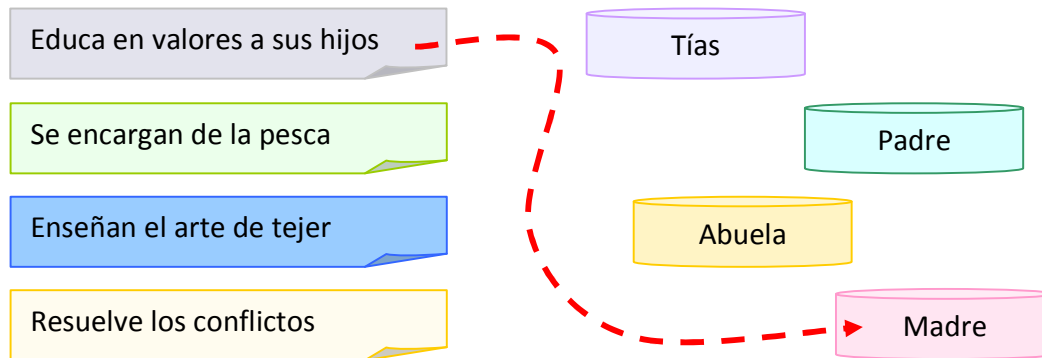 Educa en valores a sus hijos
Tías
Se encargan de la pesca
Padre
Enseñan el arte de tejer
Abuela
Resuelve los conflictos
Madre